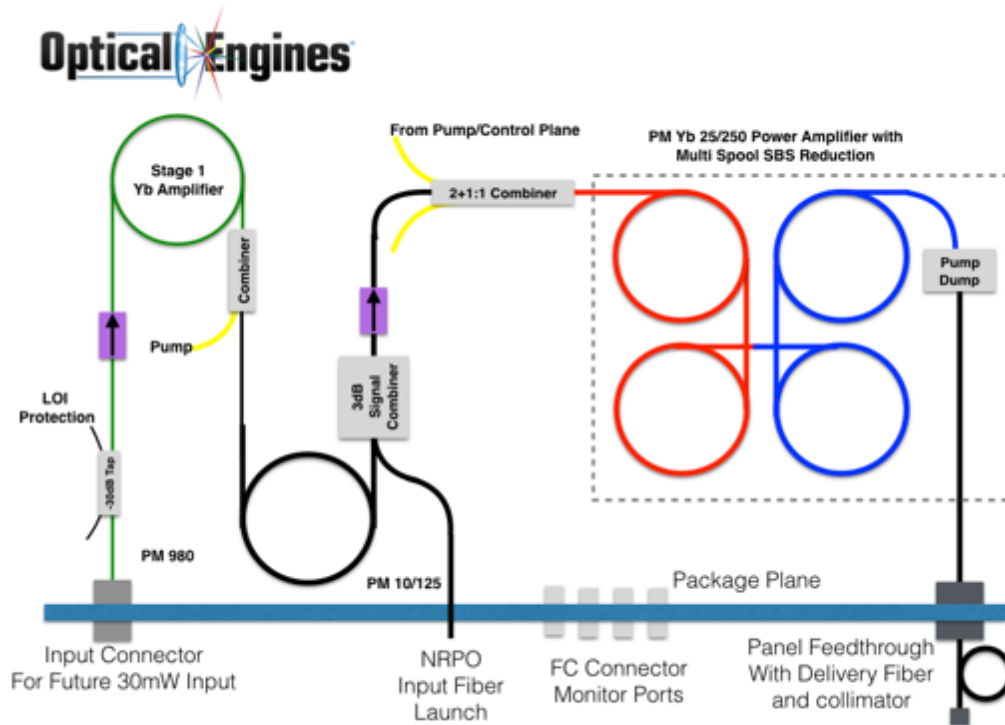 Optical Engines
From Pump/Control Plane
PM Yb 25/250 Power Amplifier with
Multi Spool SBS Reduction
Stage 1
Yb Amplifier
2+1:1 Combiner
Combiner
Pump
Dump
Pump
3dB
Signal
Combiner
LOI
Protection
-30dB Tap
PM 980
PM 10/125
Package Plane
Input Connector
For Future 30mW Input
NRPO
Input Fiber
Launch
FC Connector
Monitor Ports
Panel Feedthrough
With Delivery Fiber
and collimator